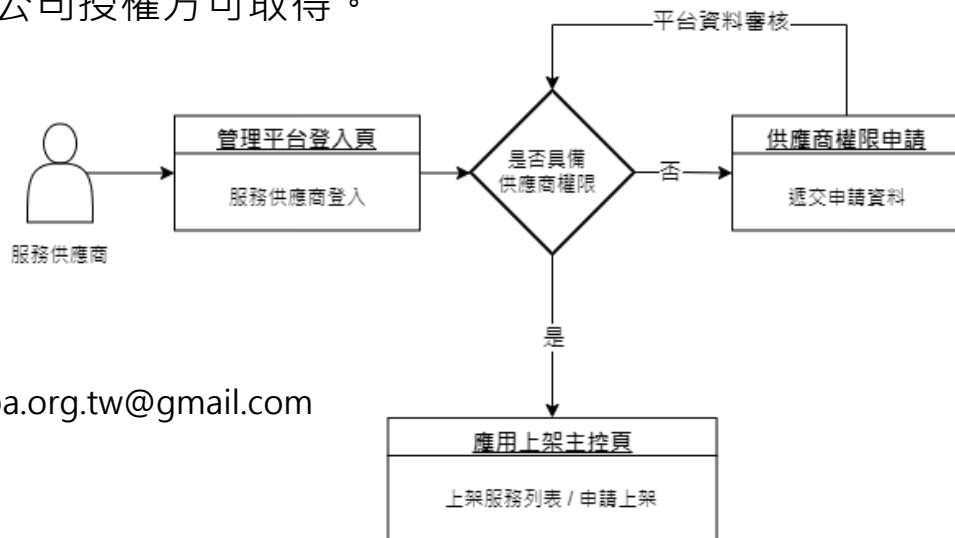 公司授權方可取得。
平台資料審核
管理平台登入頁
服務供應商登入
是否具備
供應商權限
否
供應商權限申請
遞交申請資料
服務供應商
是
a.org.tw@gmail.com
應用上架主控頁
上架服務列表 / 申請上架